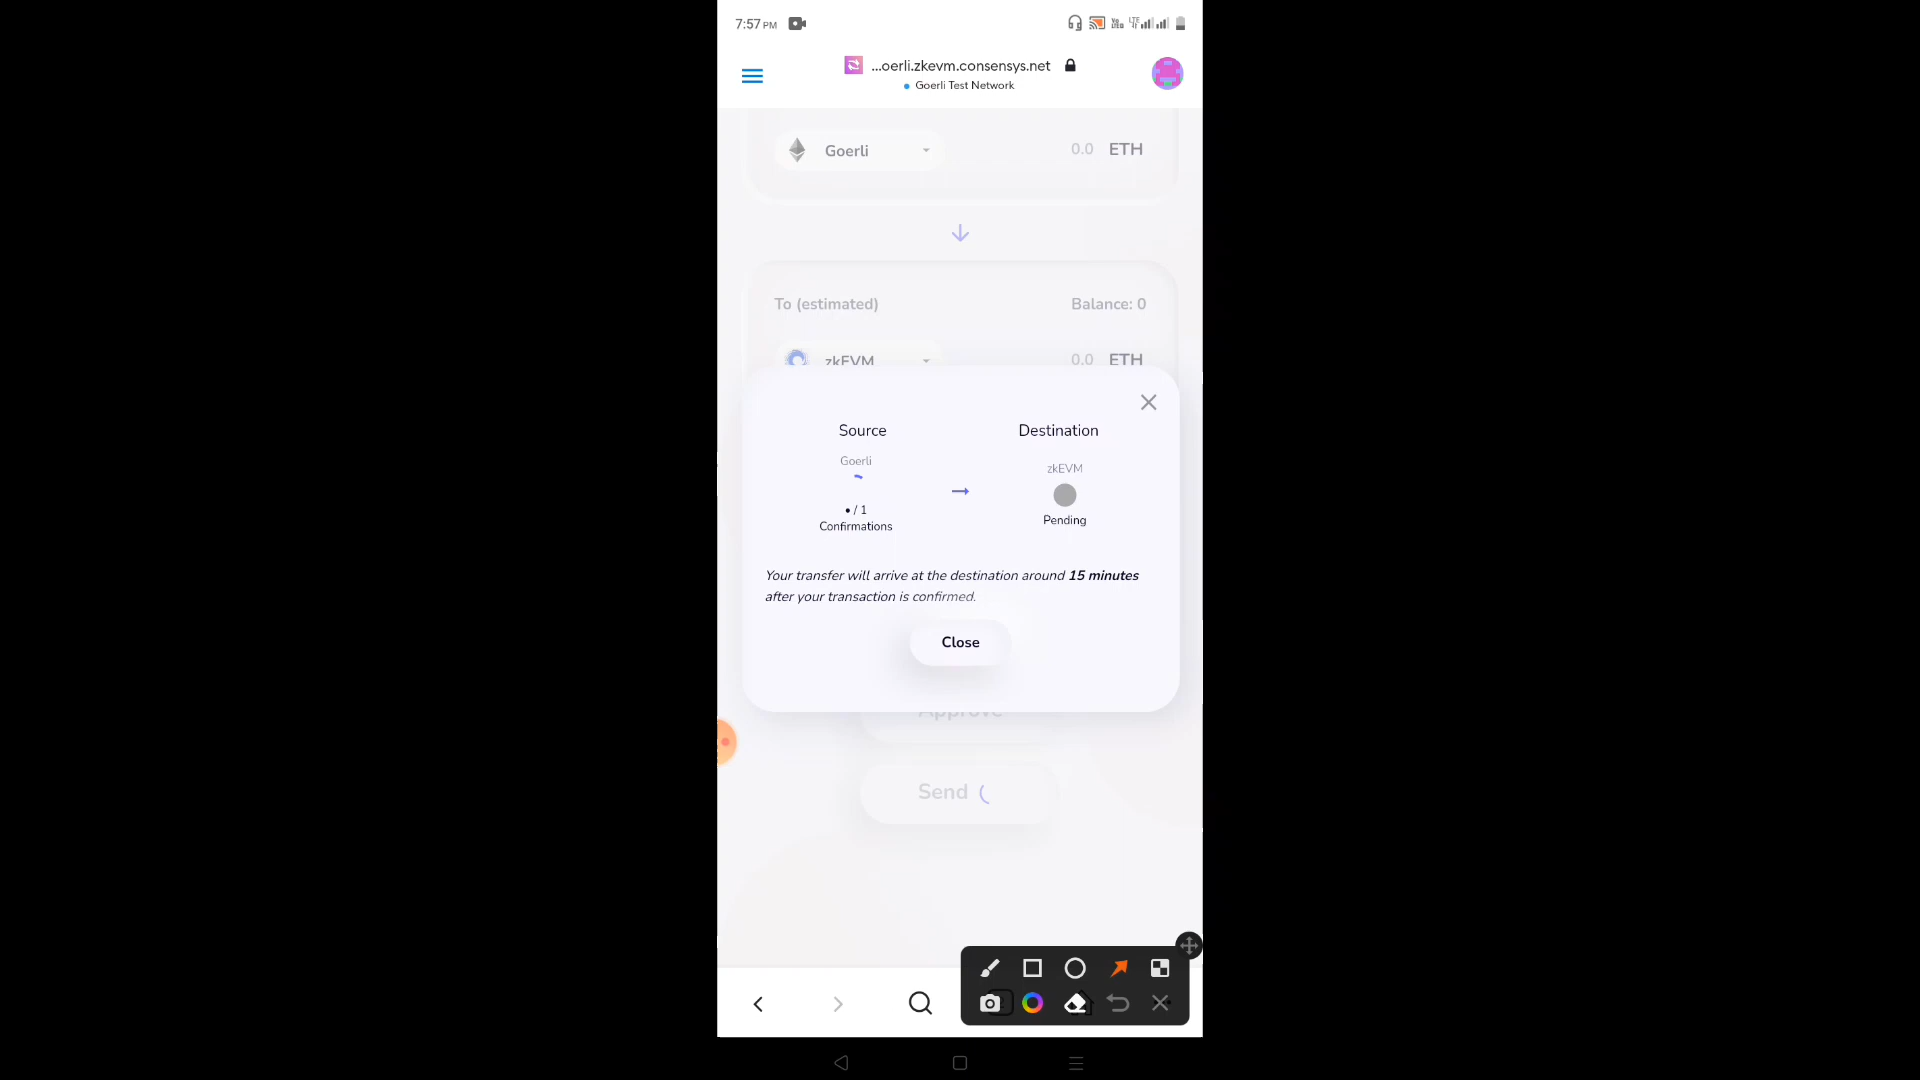 7:57 PM
LTE
...oerli.zkevm.consensys.net
Goerli Test Network
Goerli
0.0 ETH
To (estimated)
Balance: 0
zkEVM
0.0 ETH
Source
Destination
Goerli
zkEVM
• / 1
Confirmations
Pending
Your transfer will arrive at the destination around 15 minutes
after your transaction is confirmed.
Close
Approve
Send